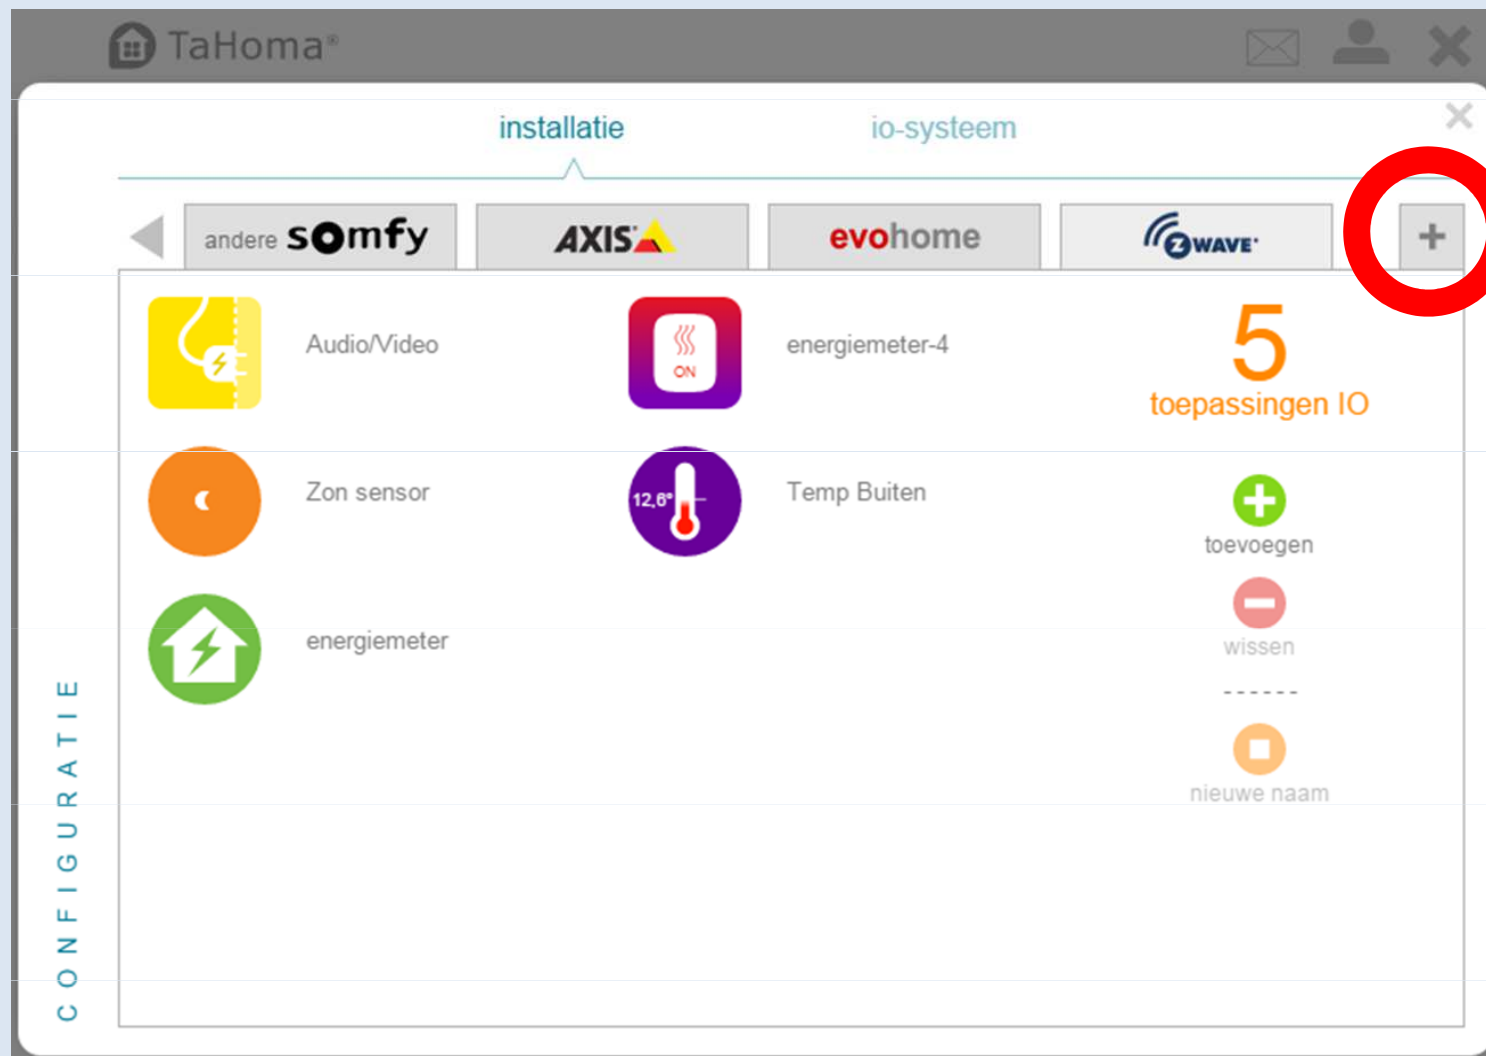 TaHoma®
installatie
io-systeem
andere somfy
AXIS
evohome
Z WAVE
+
Audio/Video
ON
energiemeter-4
5
toepassingen IO
Zon sensor
12,6°
Temp Buiten
toevoegen
energiemeter
wissen
------
nieuwe naam
CONFIGURATIE